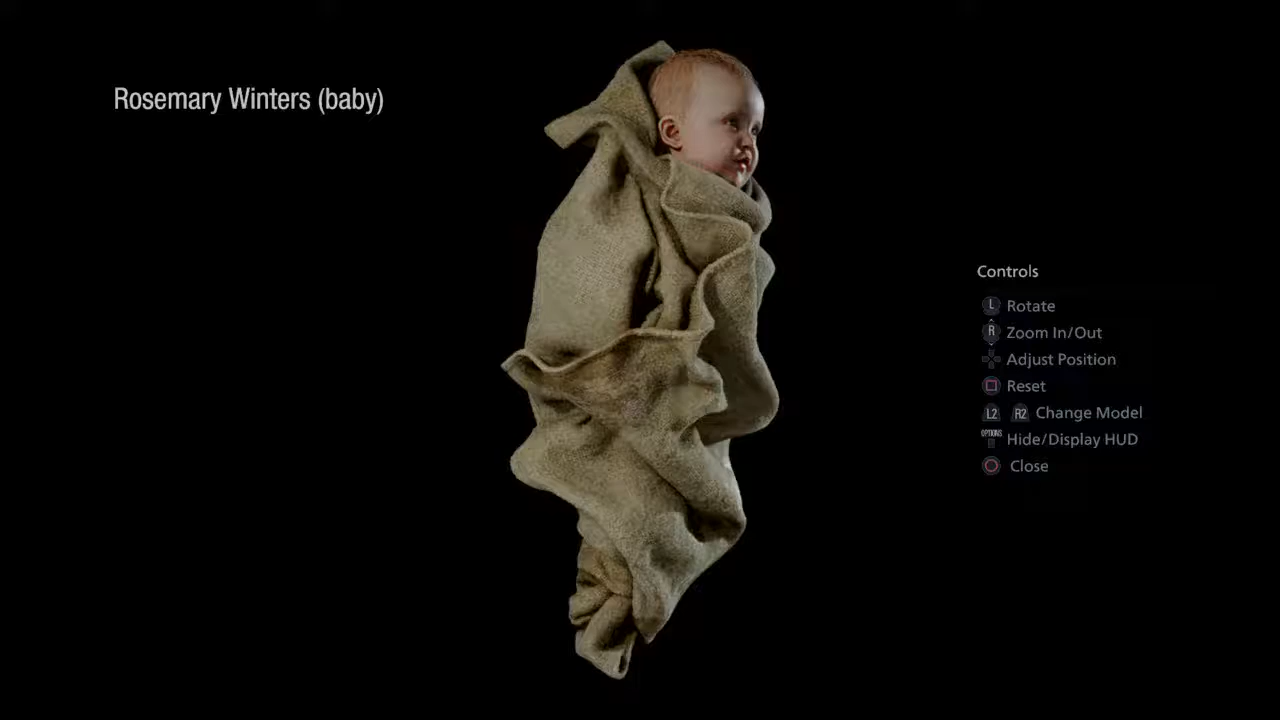 Rosemary Winters (baby)
Controls
L Rotate
R Zoom In/Out
Adjust Position
Reset
L2 R2 Change Model
OPTIONS Hide/Display HUD
Close